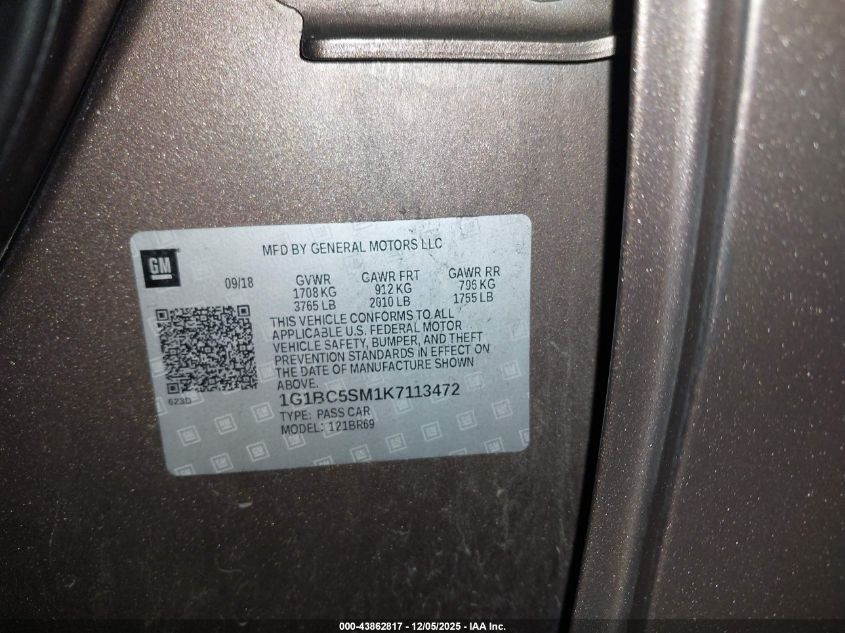 MFD BY GENERAL MOTORS LLC
GM
09/18
GVWR
1708 KG
3765 LB
GAWR FRT
912 KG
2010 LB
GAWR RR
796 KG
1755 LB
THIS VEHICLE CONFORMS TO ALL
APPLICABLE U.S. FEDERAL MOTOR
VEHICLE SAFETY, BUMPER, AND THEFT
PREVENTION STANDARDS IN EFFECT ON
THE DATE OF MANUFACTURE SHOWN
ABOVE.
623D
1G1BC5SM1K7113472
TYPE: PASS CAR
MODEL: 121BR69
000-43862817 - 12/05/2025 - IAA Inc.